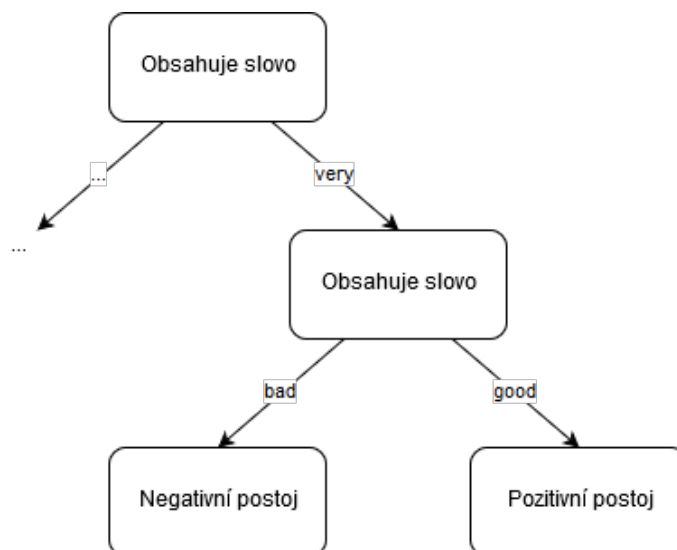 Obsahuje slovo
...
very
...
Obsahuje slovo
bad
good
Negativní postoj
Pozitivní postoj